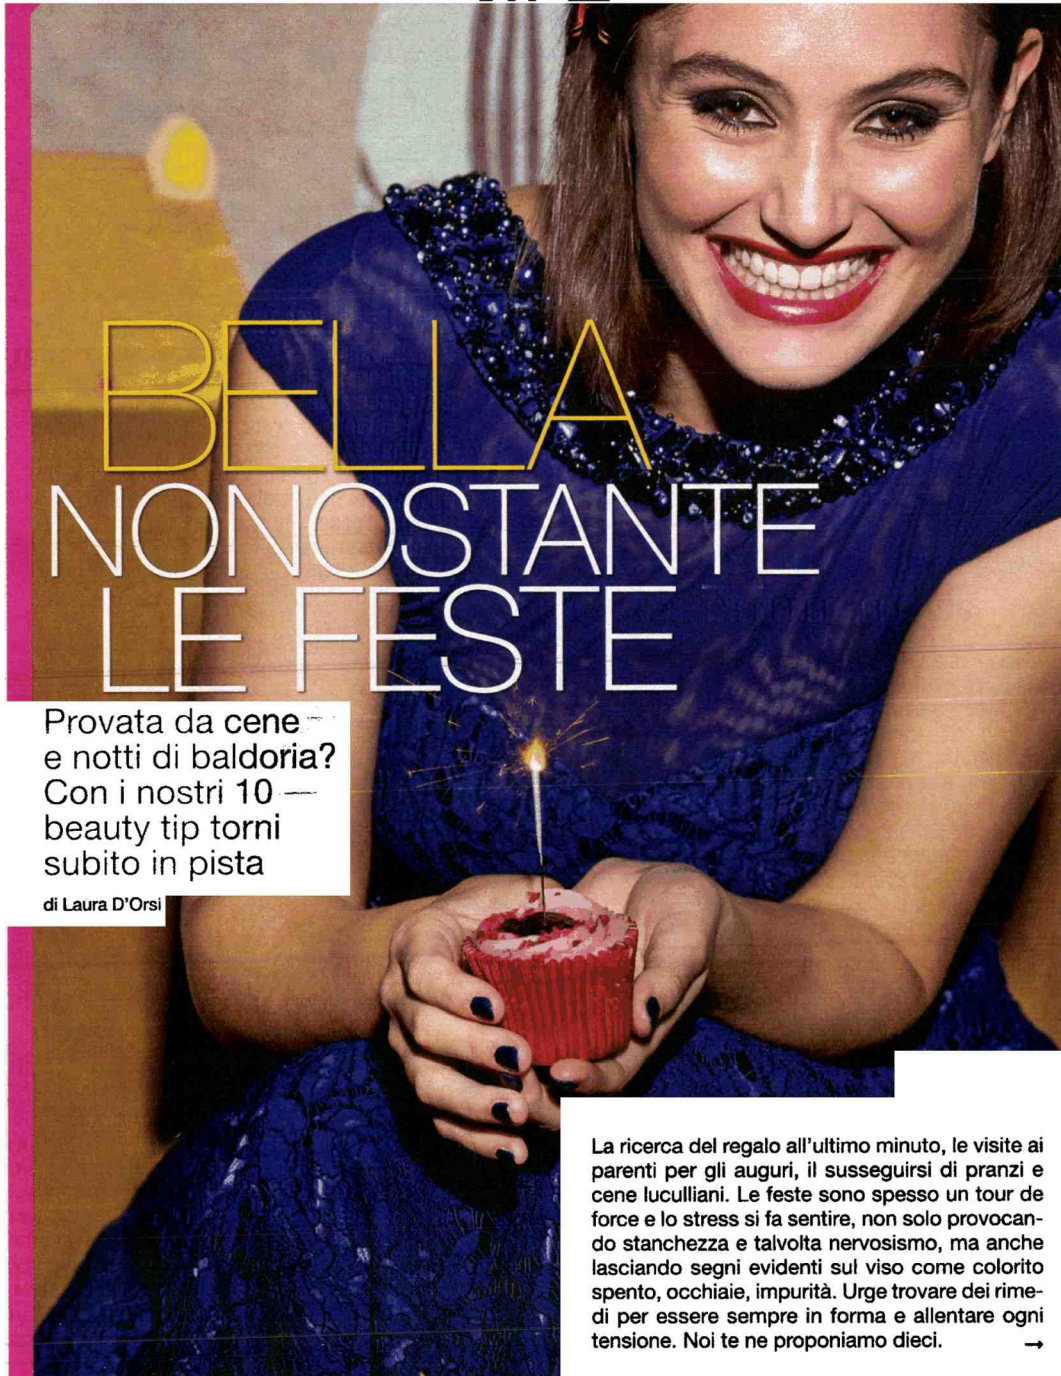 BELLA
NONOSTANTE
LE FESTE
Provata da cene
e notti di baldoria?
Con i nostri 10
beauty tip torni
subito in pista
di Laura D'Orsi
La ricerca del regalo all'ultimo minuto, le visite ai
parenti per gli auguri, il susseguirsi di pranzi e
cene luculliani. Le feste sono spesso un tour de
force e lo stress si fa sentire, non solo provocan-
do stanchezza e talvolta nervosismo, ma anche
lasciando segni evidenti sul viso come colorito
spento, occhiaie, impurità. Urge trovare dei rime-
di per essere sempre in forma e allentare ogni
tensione. Noi te ne proponiamo dieci. →